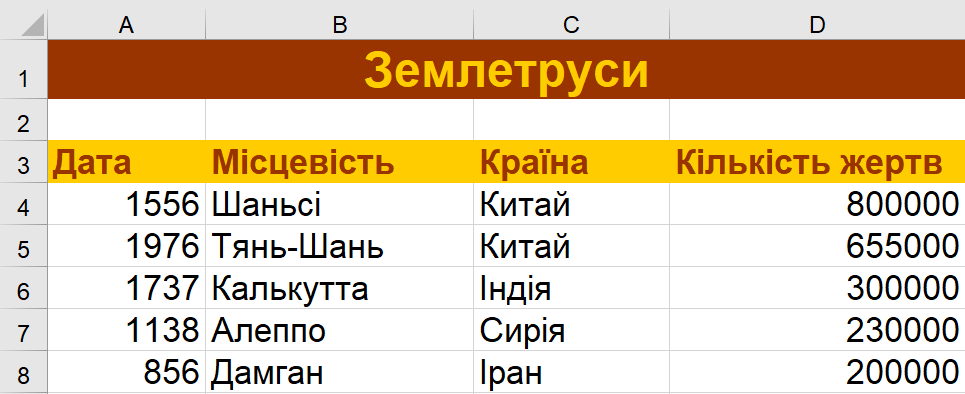 A B C D
1 Землетруси
2
3 Дата Місцевість Країна Кількість жертв
4 1556 Шаньсі Китай 800000
5 1976 Тянь-Шань Китай 655000
6 1737 Калькутта Індія 300000
7 1138 Алеппо Сирія 230000
8 856 Дамган Іран 200000